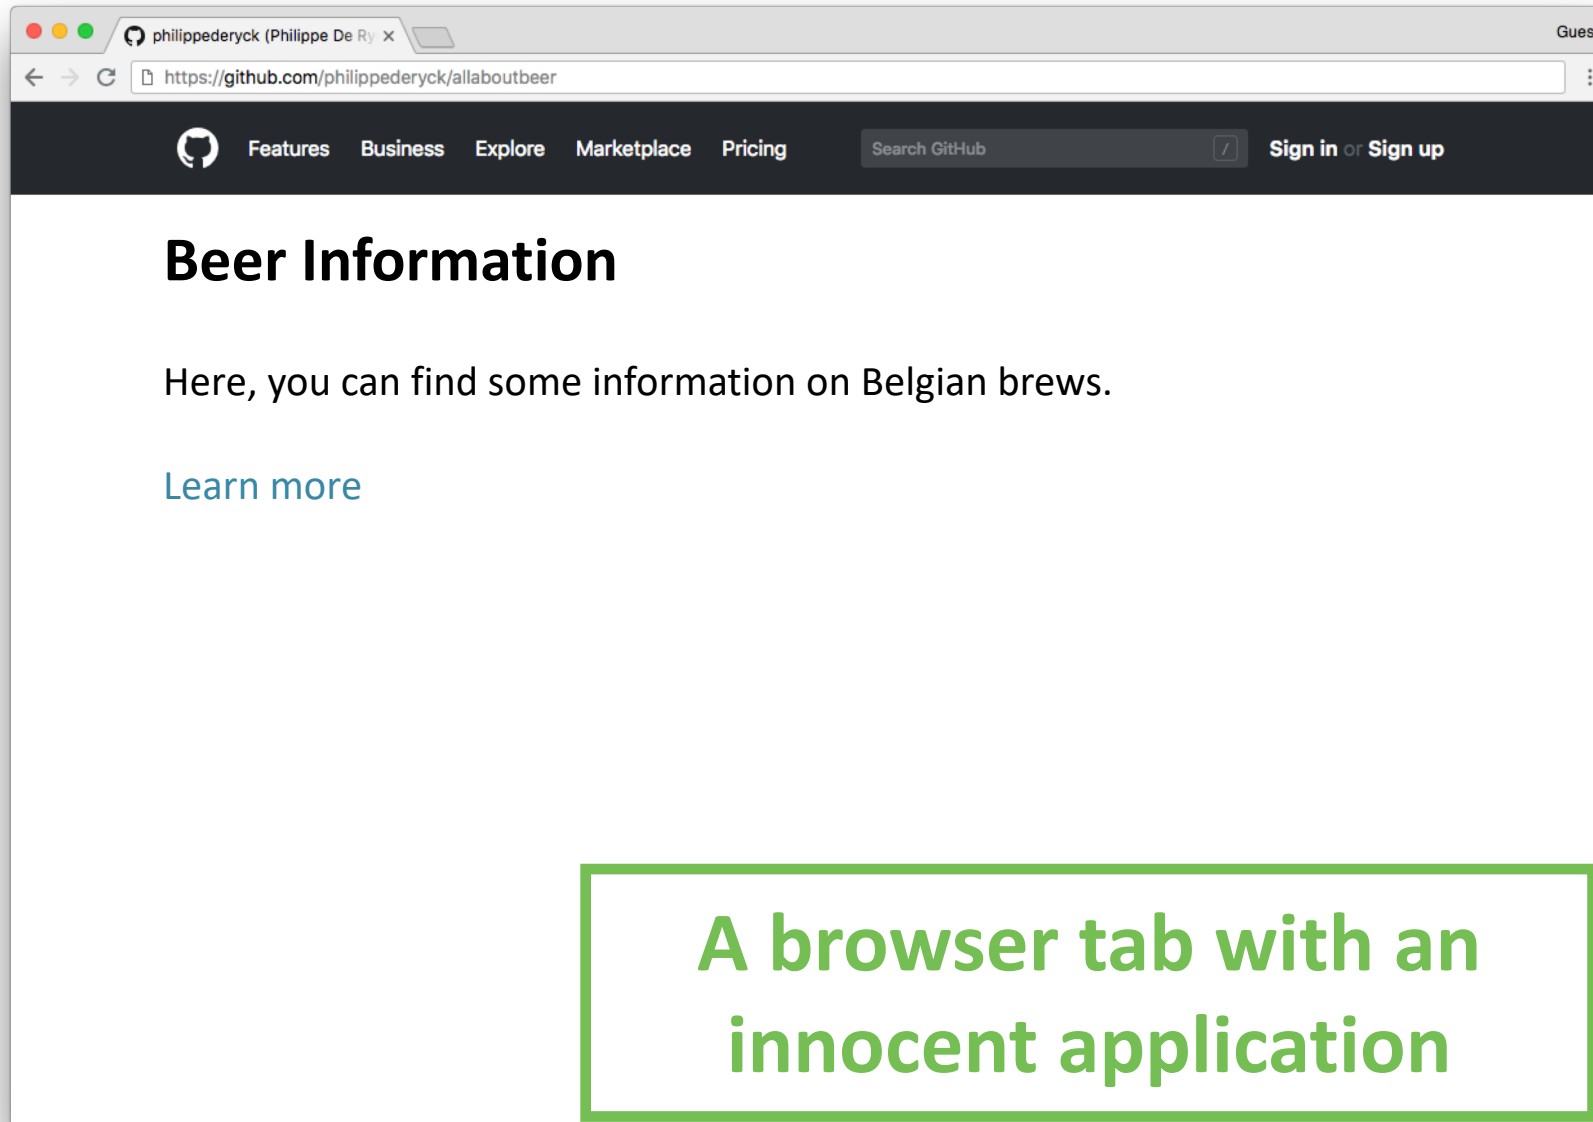 philippederyck (Philippe De Ry
Gues
https://github.com/philippederyck/allaboutbeer
Features Business Explore Marketplace Pricing Search GitHub / Sign in or Sign up
Beer Information
Here, you can find some information on Belgian brews.
Learn more
A browser tab with an
innocent application